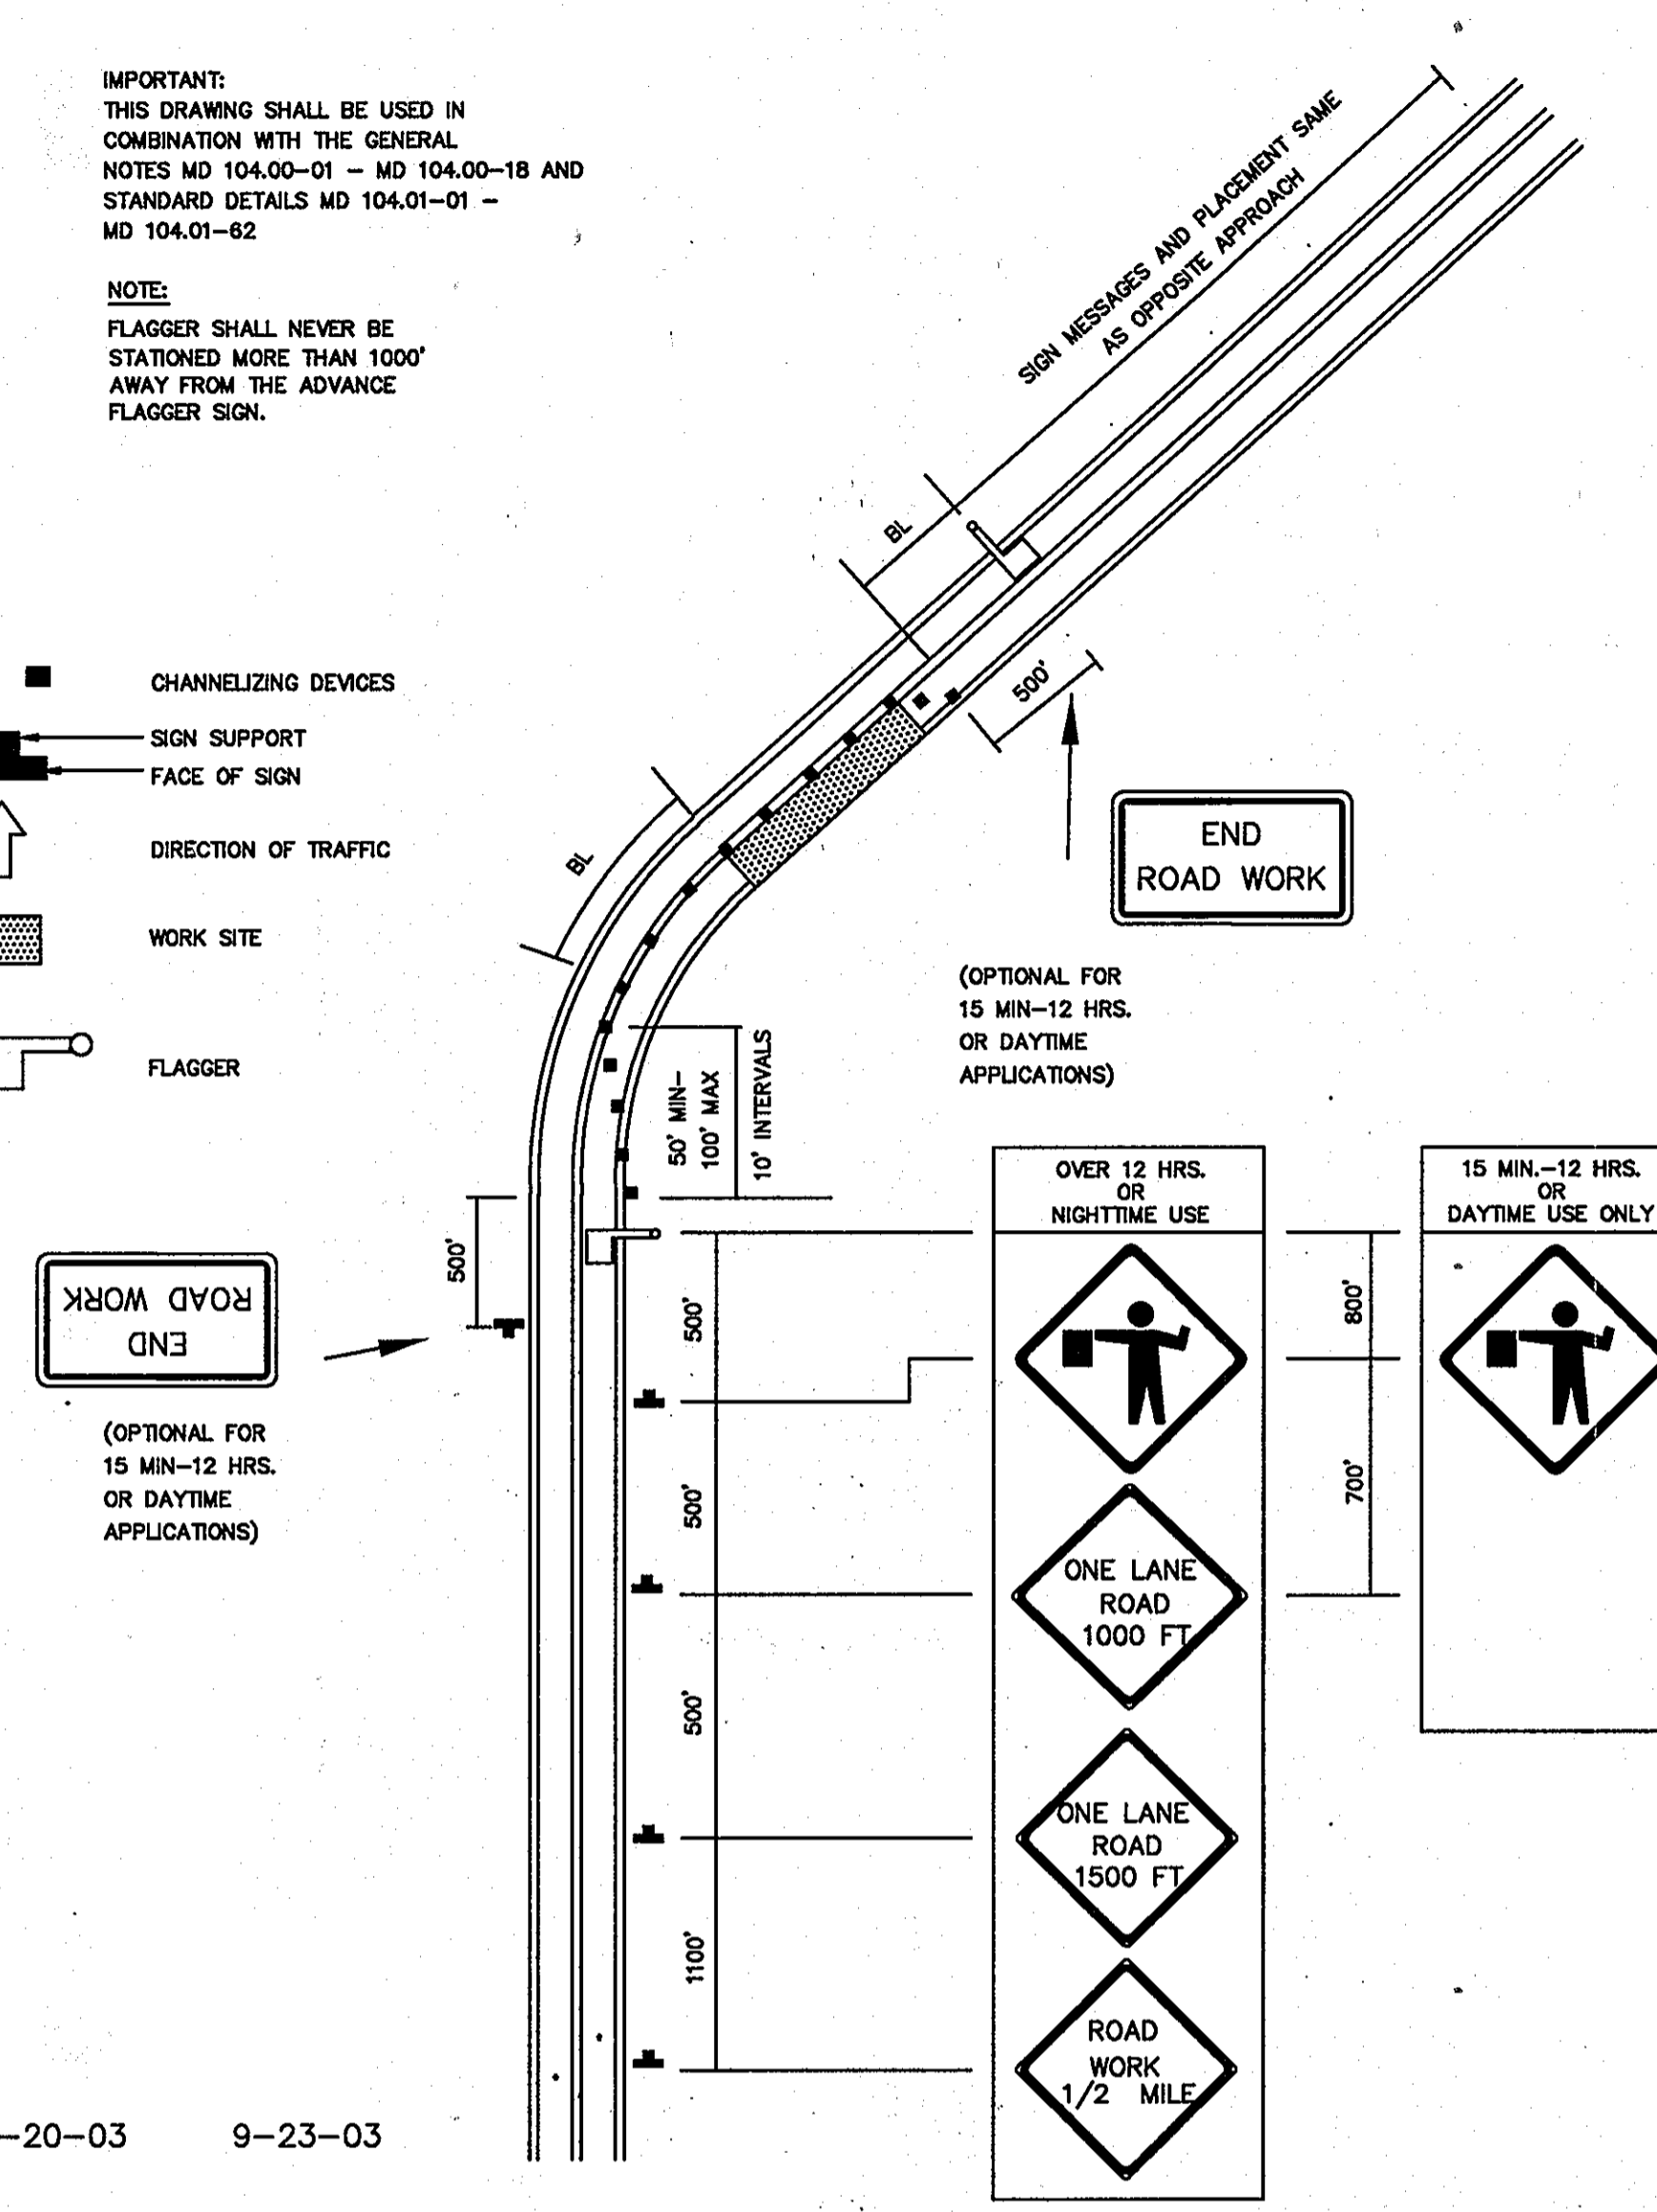 IMPORTANT:
THIS DRAWING SHALL BE USED IN
COMBINATION WITH THE GENERAL
NOTES MD 104.00-01 - MD 104.00-18 AND
STANDARD DETAILS MD 104.01-01 -
MD 104.01-62
NOTE:
FLAGGER SHALL NEVER BE
STATIONED MORE THAN 1000'
AWAY FROM THE ADVANCE
FLAGGER SIGN.
SIGN MESSAGES AND PLACEMENT SAME
AS OPPOSITE APPROACH
BL
500'
CHANNELIZING DEVICES
SIGN SUPPORT
FACE OF SIGN
DIRECTION OF TRAFFIC
WORK SITE
FLAGGER
BL
END
ROAD WORK
(OPTIONAL FOR
15 MIN-12 HRS.
OR DAYTIME
APPLICATIONS)
50' MIN-
100' MAX
10' INTERVALS
500'
END
ROAD WORK
(OPTIONAL FOR
15 MIN-12 HRS.
OR DAYTIME
APPLICATIONS)
500'
500'
500'
1100'
OVER 12 HRS.
OR
NIGHTTIME USE
ONE LANE
ROAD
1000 FT
ONE LANE
ROAD
1500 FT
ROAD
WORK
1/2 MILE
800'
700'
15 MIN.-12 HRS.
OR
DAYTIME USE ONLY
-20-03
9-23-03